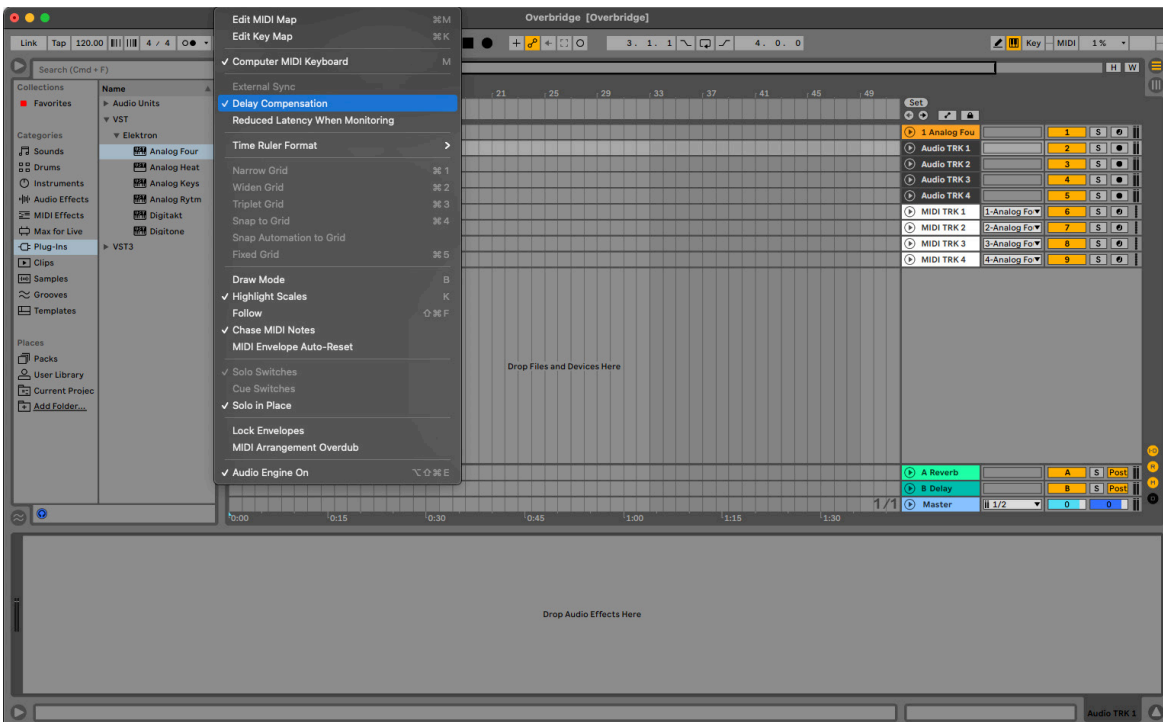 Overbridge [Overbridge]
Link Tap 120.00 4 / 4
3. 1. 1
4. 0. 0
Key MIDI 1%
Search (Cmd + F)
H W
Collections
Favorites
Categories
Sounds
Drums
Instruments
Audio Effects
MIDI Effects
Max for Live
Plug-Ins
Clips
Samples
Grooves
Templates
Places
Packs
User Library
Current Projec
Add Folder...
Name
Audio Units
VST
Elektron
Analog Four
Analog Heat
Analog Keys
Analog Rytm
Digitakt
Digitone
VST3
Edit MIDI Map ⌘M
Edit Key Map ⌘K
✓ Computer MIDI Keyboard M
External Sync
✓ Delay Compensation
Reduced Latency When Monitoring
Time Ruler Format >
Narrow Grid ⌘1
Widen Grid ⌘2
Triplet Grid ⌘3
Snap to Grid ⌘4
Snap Automation to Grid
Fixed Grid ⌘5
Draw Mode B
✓ Highlight Scales K
Follow ⇧⌘F
✓ Chase MIDI Notes
MIDI Envelope Auto-Reset
✓ Solo Switches
Cue Switches
✓ Solo in Place
Lock Envelopes
MIDI Arrangement Overdub
✓ Audio Engine On ⌥⇧⌘E
21 25 29 33 37 41 45 49
Set
1 Analog Fou 1 S
Audio TRK 1 2 S
Audio TRK 2 3 S
Audio TRK 3 4 S
Audio TRK 4 5 S
MIDI TRK 1 1-Analog Fo 6 S
MIDI TRK 2 2-Analog Fo 7 S
MIDI TRK 3 3-Analog Fo 8 S
MIDI TRK 4 4-Analog Fo 9 S
Drop Files and Devices Here
A Reverb A S Post
B Delay B S Post
1/1 Master 1/2 0 0
0:00 0:15 0:30 0:45 1:00 1:15 1:30
I·O
R
M
D
Drop Audio Effects Here
Audio TRK 1